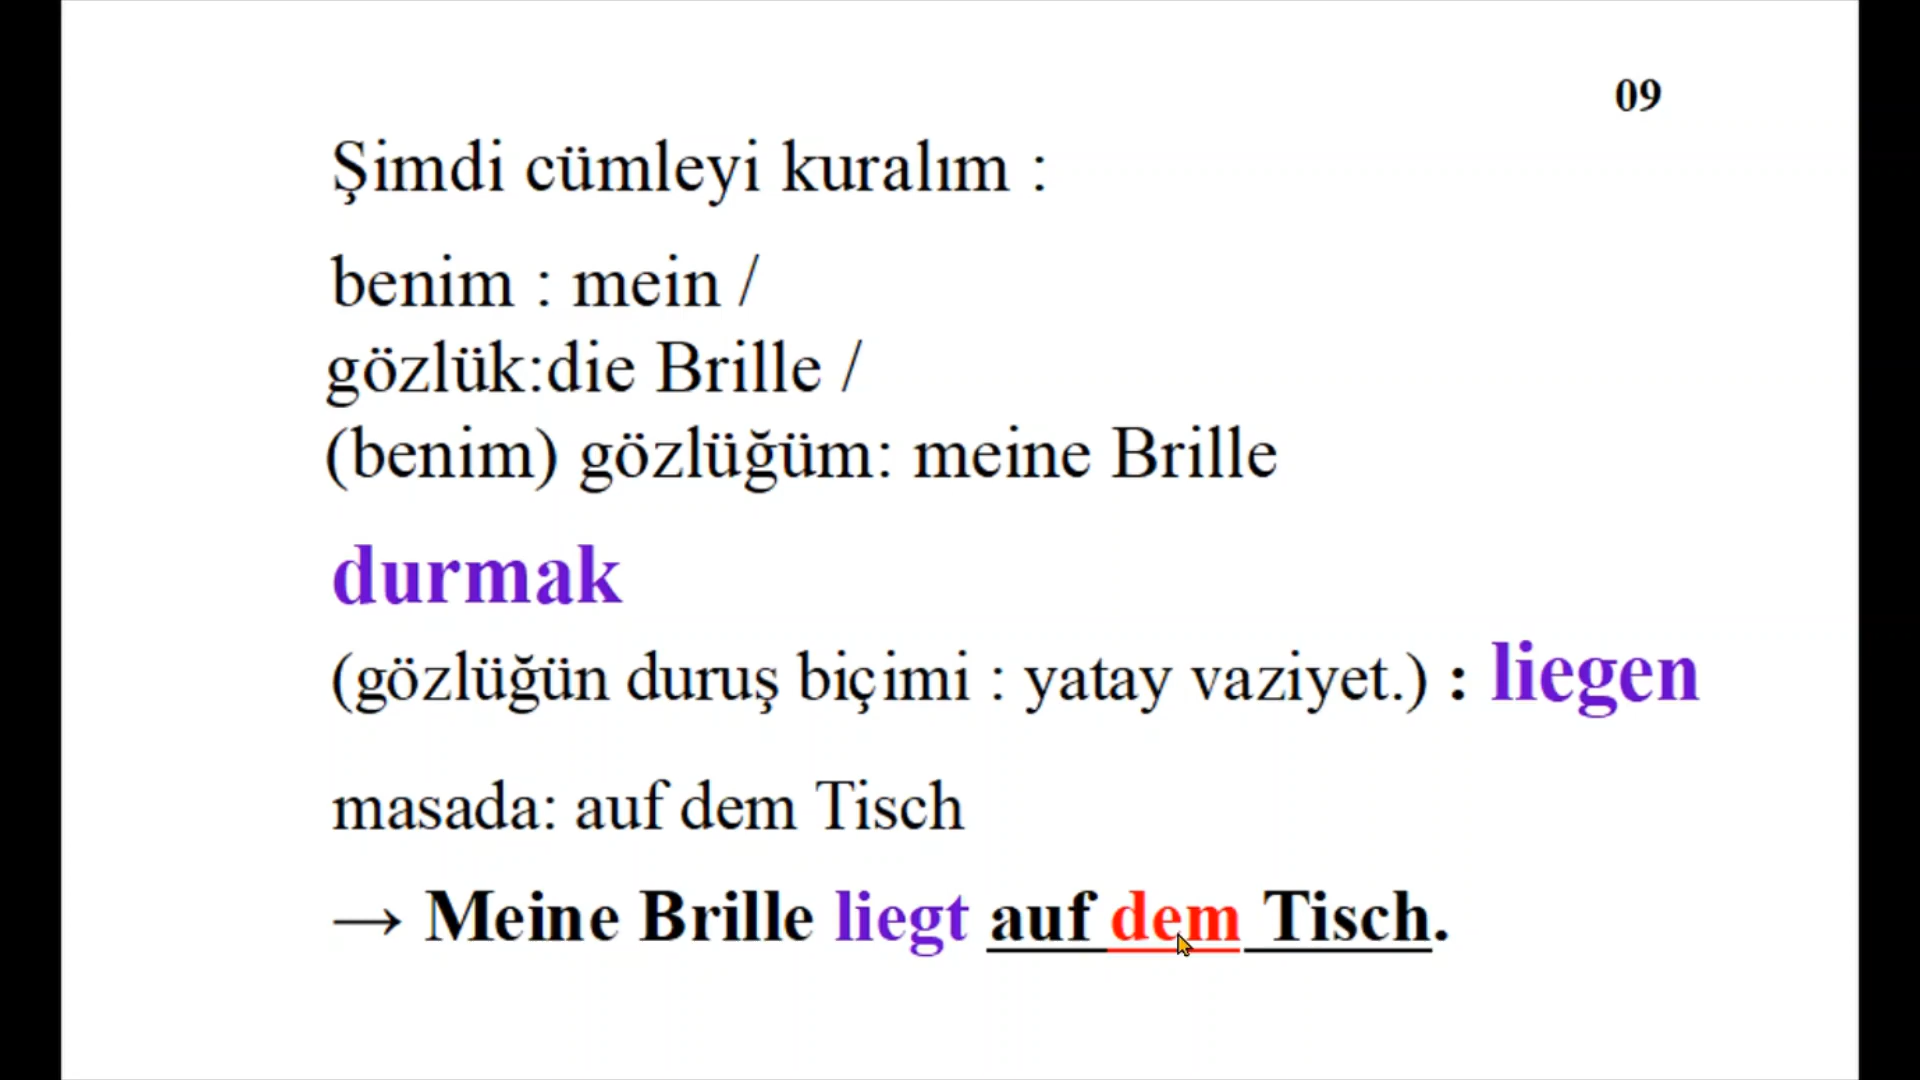 09
Şimdi cümleyi kuralım :
benim : mein /
gözlük:die Brille /
(benim) gözlüğüm: meine Brille
durmak
(gözlüğün duruş biçimi : yatay vaziyet.) : liegen
masada: auf dem Tisch
→ Meine Brille liegt auf dem Tisch.